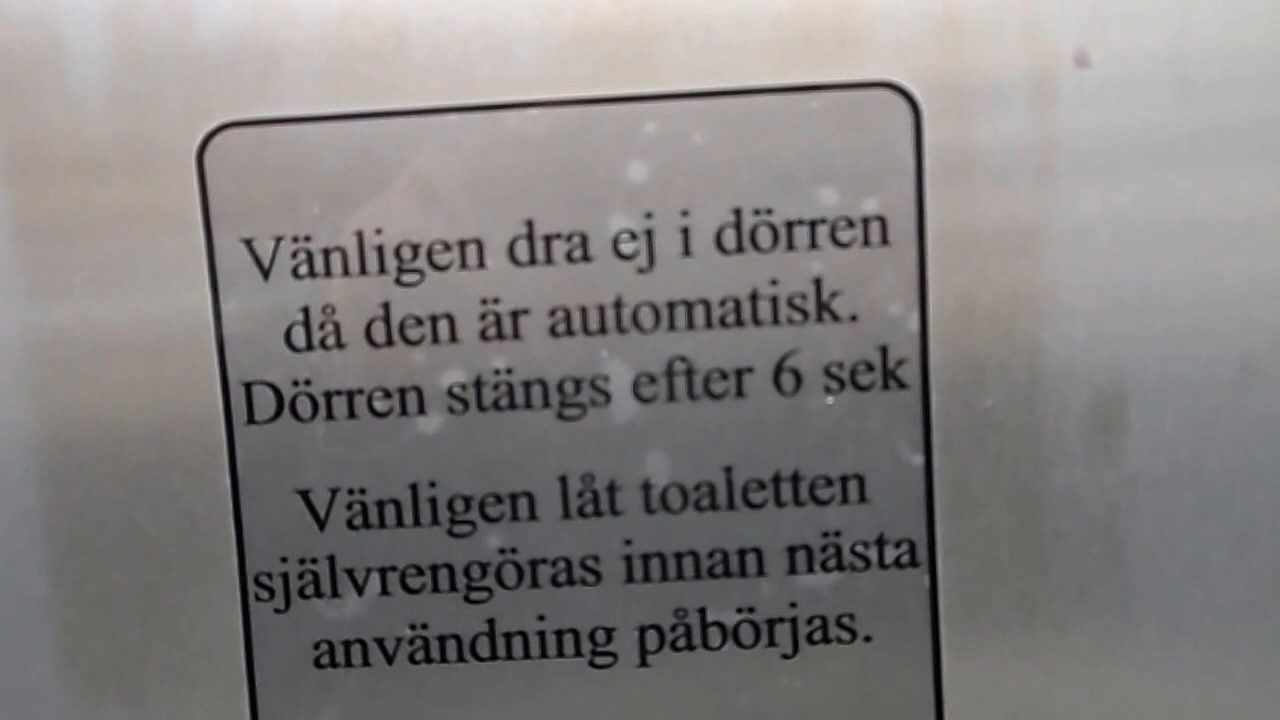 Vänligen dra ej i dörren
då den är automatisk.
Dörren stängs efter 6 sek
Vänligen låt toaletten
självrengöras innan nästa
användning påbörjas.